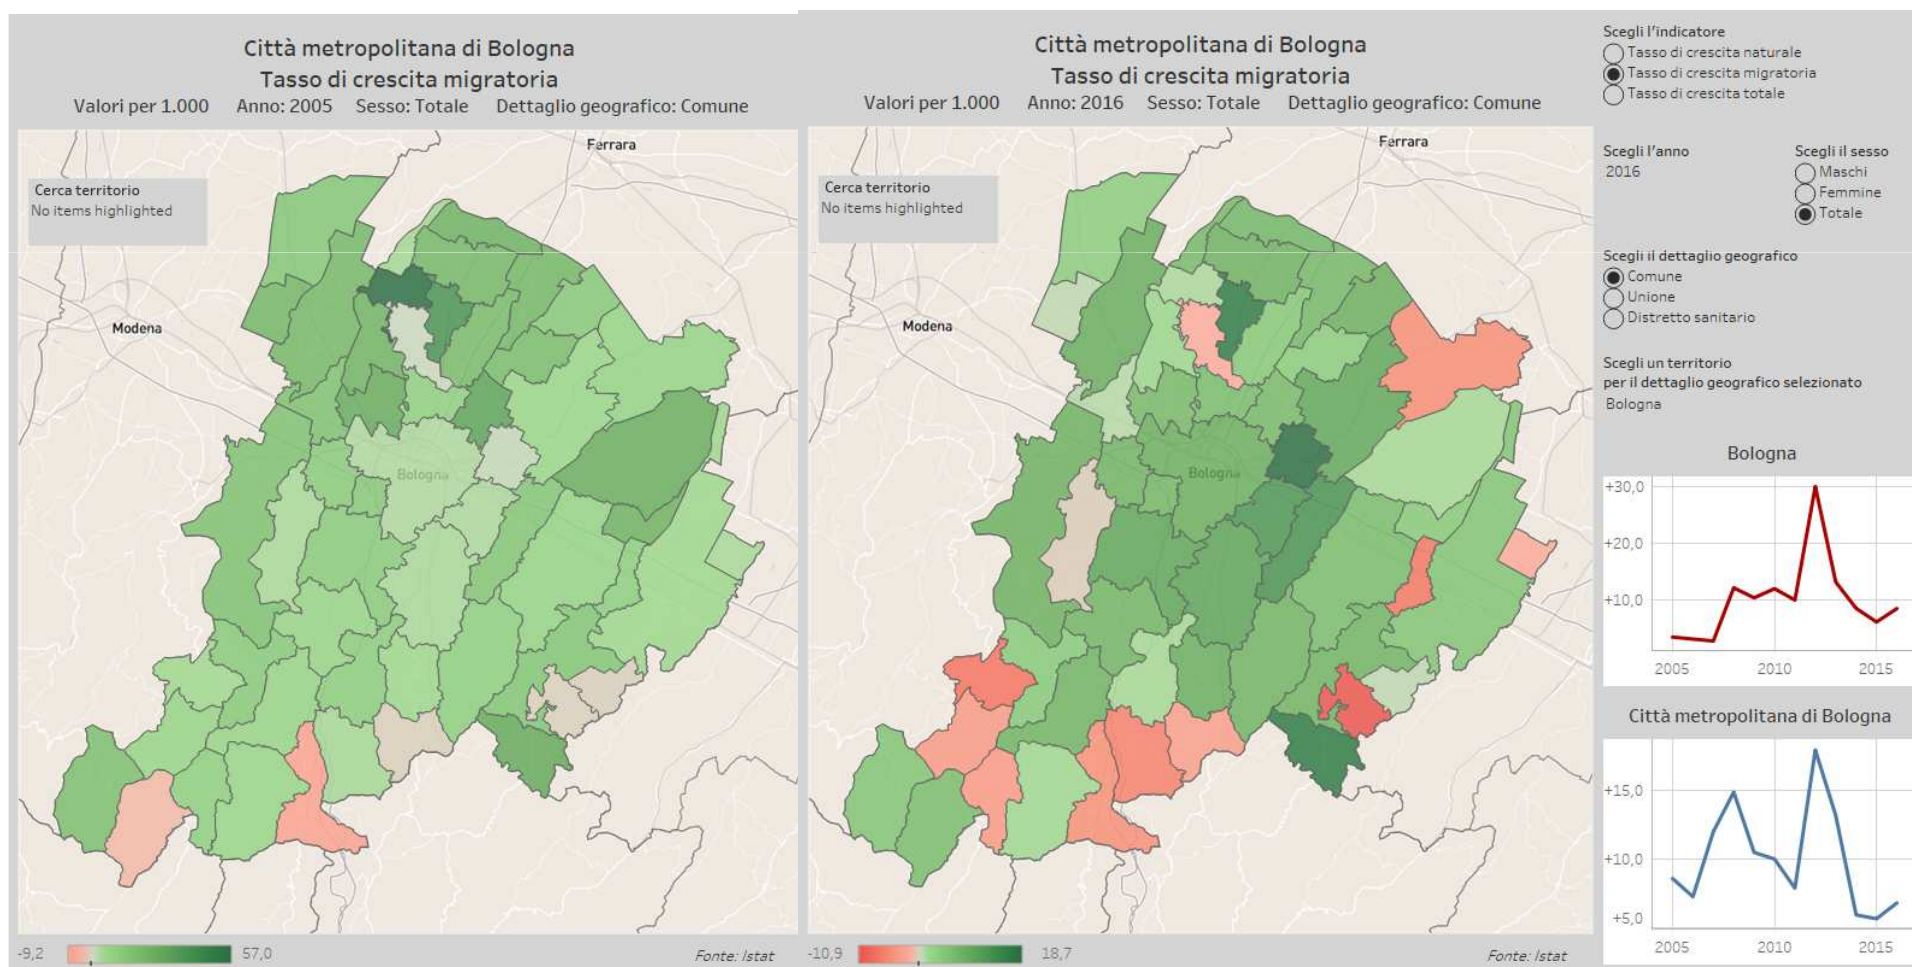 Città metropolitana di Bologna
Tasso di crescita migratoria
Valori per 1.000 Anno: 2005 Sesso: Totale Dettaglio geografico: Comune
Ferrara
Cerca territorio
No items highlighted
Modena
Bologna
-9,2
57,0
Fonte: Istat
Città metropolitana di Bologna
Tasso di crescita migratoria
Valori per 1.000 Anno: 2016 Sesso: Totale Dettaglio geografico: Comune
Ferrara
Cerca territorio
No items highlighted
Modena
Bologna
-10,9
18,7
Fonte: Istat
Scegli l'indicatore
Tasso di crescita naturale
Tasso di crescita migratoria
Tasso di crescita totale
Scegli l'anno
2016
Scegli il sesso
Maschi
Femmine
Totale
Scegli il dettaglio geografico
Comune
Unione
Distretto sanitario
Scegli un territorio
per il dettaglio geografico selezionato
Bologna
Bologna
+30,0
+20,0
+10,0
2005 2010 2015
Città metropolitana di Bologna
+15,0
+10,0
+5,0
2005 2010 2015